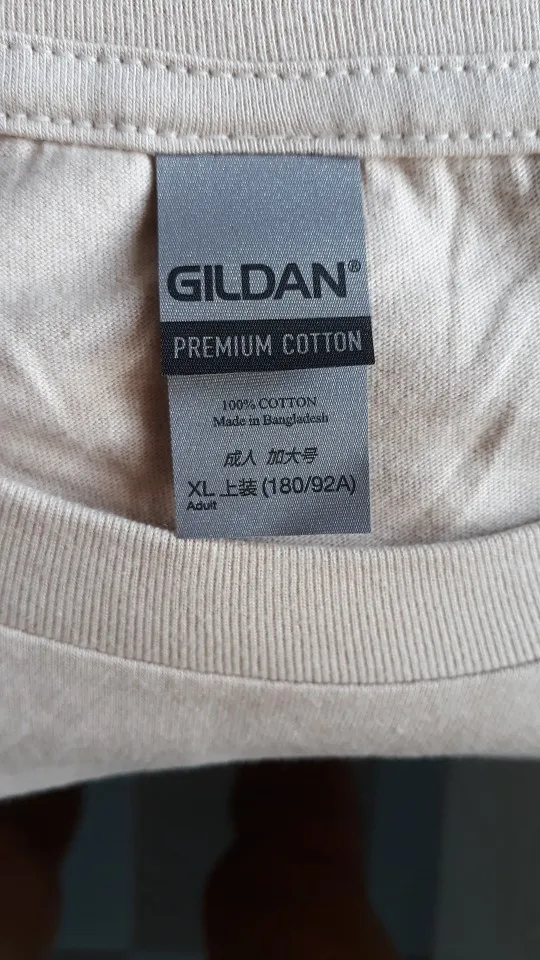 GILDAN®
PREMIUM COTTON
100% COTTON
Made in Bangladesh
成人 加大号
XL 上装 (180/92A)
Adult